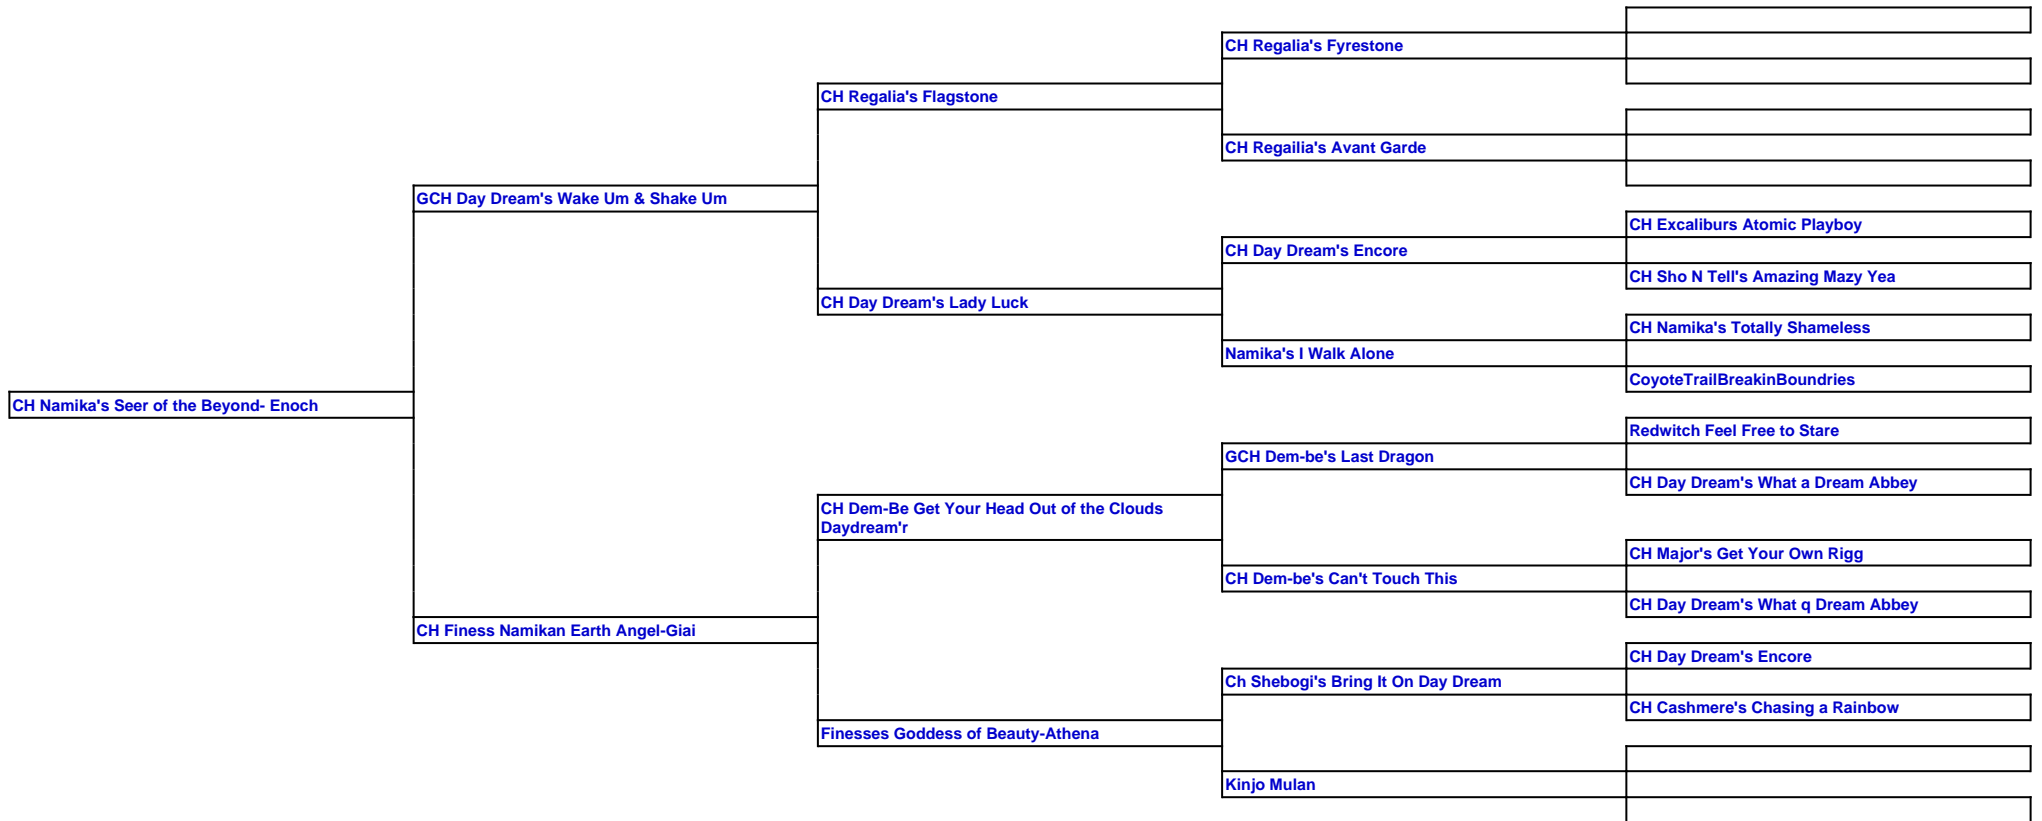 CH Regalia's Fyrestone
CH Regalia's Flagstone
CH Regailia's Avant Garde
GCH Day Dream's Wake Um & Shake Um
CH Excaliburs Atomic Playboy
CH Day Dream's Encore
CH Sho N Tell's Amazing Mazy Yea
CH Day Dream's Lady Luck
CH Namika's Totally Shameless
Namika's I Walk Alone
CoyoteTrailBreakinBoundries
CH Namika's Seer of the Beyond- Enoch
Redwitch Feel Free to Stare
GCH Dem-be's Last Dragon
CH Day Dream's What a Dream Abbey
CH Dem-Be Get Your Head Out of the Clouds
Daydream'r
CH Major's Get Your Own Rigg
CH Dem-be's Can't Touch This
CH Day Dream's What q Dream Abbey
CH Finess Namikan Earth Angel-Giai
CH Day Dream's Encore
Ch Shebogi's Bring It On Day Dream
CH Cashmere's Chasing a Rainbow
Finesses Goddess of Beauty-Athena
Kinjo Mulan